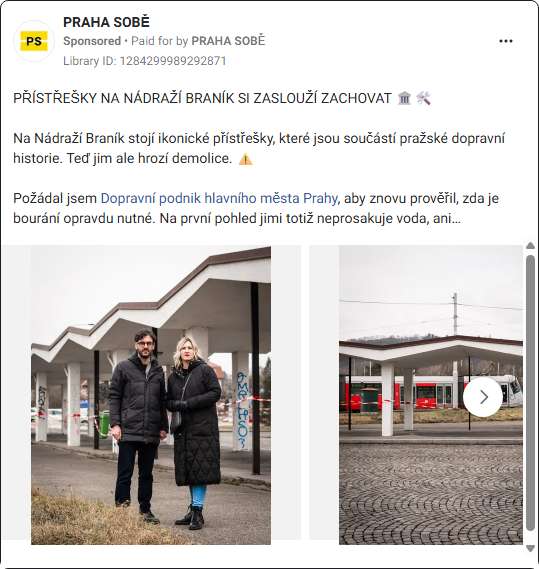 PRAHA SOBĚ
PS
Sponsored • Paid for by PRAHA SOBĚ
Library ID: 1284299989292871
PŘÍSTŘEŠKY NA NÁDRAŽÍ BRANÍK SI ZASLOUŽÍ ZACHOVAT 🏛️ 🛠️
Na Nádraží Braník stojí ikonické přístřešky, které jsou součástí pražské dopravní
historie. Teď jim ale hrozí demolice. ⚠️
Požádal jsem Dopravní podnik hlavního města Prahy, aby znovu prověřil, zda je
bourání opravdu nutné. Na první pohled jimi totiž neprosakuje voda, ani…